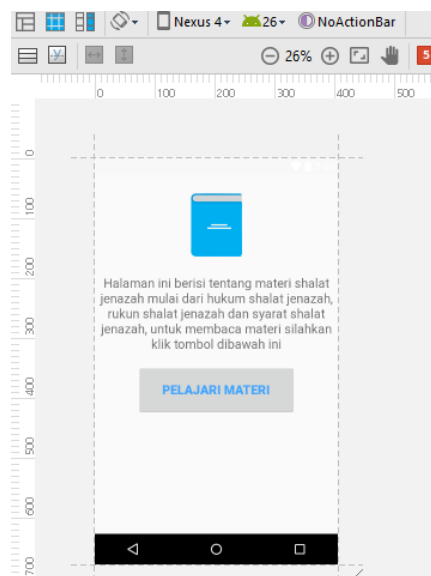 Nexus 4 26 NoActionBar
26% 5
0 100 200 300 400 500
0
100
200
300
400
500
600
700
Halaman ini berisi tentang materi shalat
jenazah mulai dari hukum shalat jenazah,
rukun shalat jenazah dan syarat shalat
jenazah, untuk membaca materi silahkan
klik tombol dibawah ini
PELAJARI MATERI